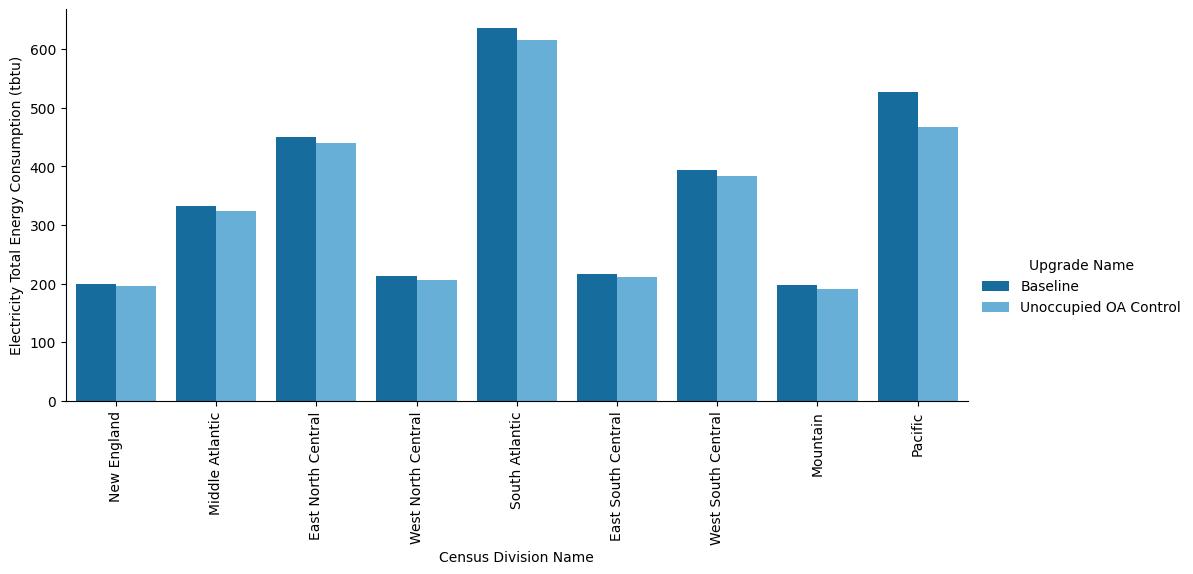 Electricity Total Energy Consumption (tbtu)
600
500
400
300
200
100
0
New England
Middle Atlantic
East North Central
West North Central
South Atlantic
East South Central
West South Central
Mountain
Pacific
Census Division Name
Upgrade Name
Baseline
Unoccupied OA Control